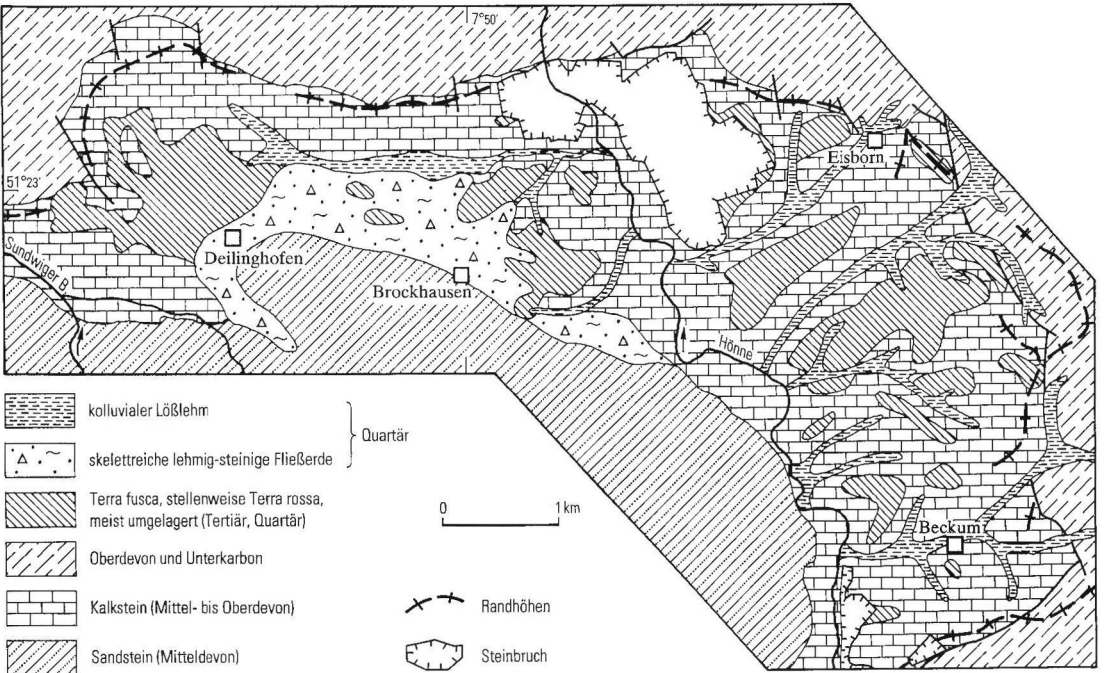 7°50'
Eisborn
51°23'
Sundwiger B
Deilinghofen
Brockhausen
Hönne
Beckum
kolluvialer Lößlehm
Quartär
skelettreiche lehmig-steinige Fließerde
Terra fusca, stellenweise Terra rossa,
meist umgelagert (Tertiär, Quartär)
0 1 km
Oberdevon und Unterkarbon
Kalkstein (Mittel- bis Oberdevon)
Randhöhen
Sandstein (Mitteldevon)
Steinbruch